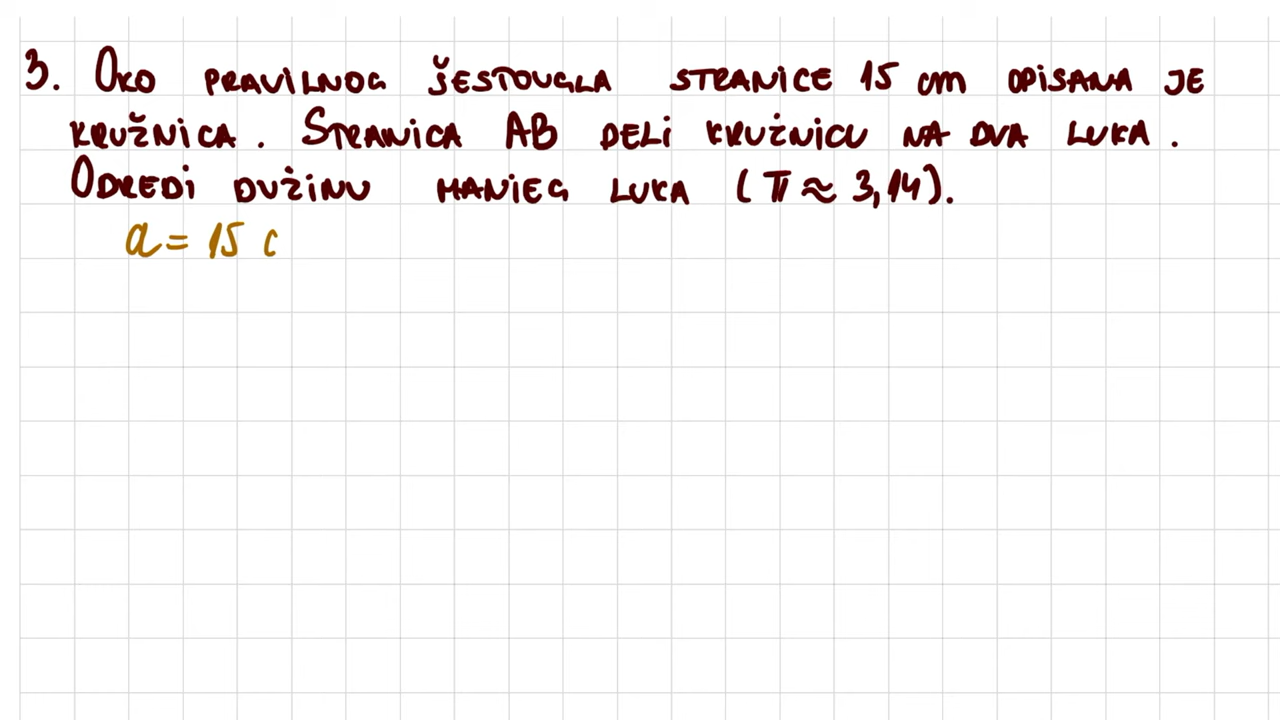 3. Oko pravilnog šestougla stranice 15 cm opisana je
kružnica. Stranica AB deli kružnicu na dva luka.
Odredi dužinu manjeg luka (π ≈ 3,14).
a = 15 c